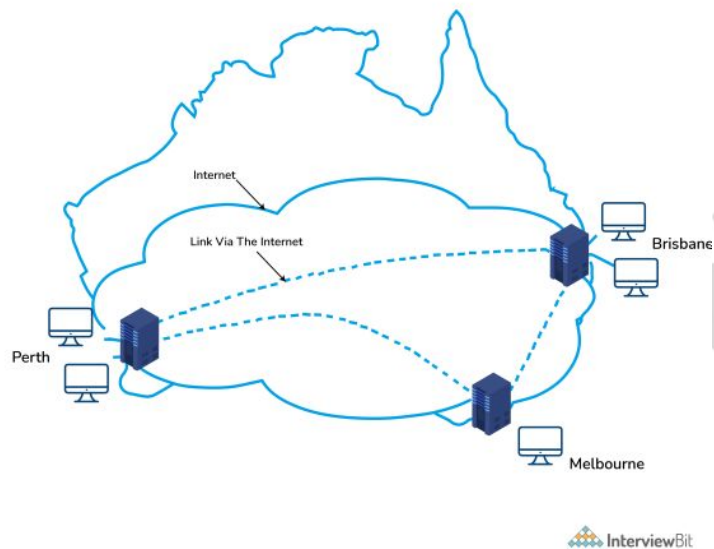 Internet
Link Via The Internet
Brisbane
Perth
Melbourne
InterviewBit